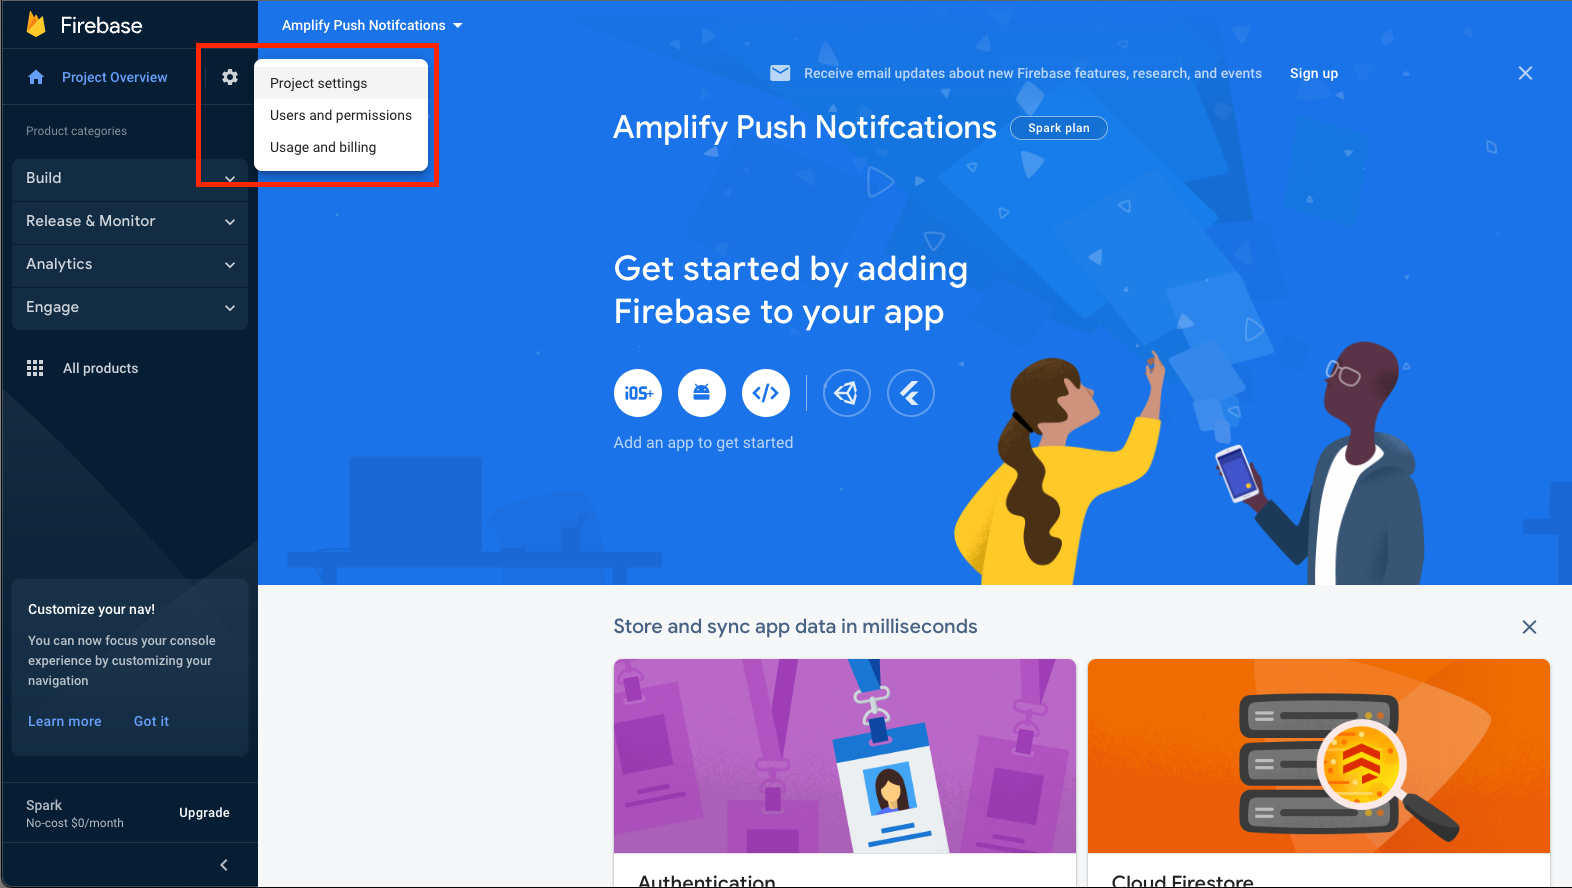 Firebase
Amplify Push Notifcations
Project Overview
Project settings
Users and permissions
Usage and billing
Receive email updates about new Firebase features, research, and events
Sign up
Product categories
Build
Release & Monitor
Analytics
Engage
All products
Amplify Push Notifcations
Spark plan
Get started by adding
Firebase to your app
iOS+
</>
Add an app to get started
Customize your nav!
You can now focus your console
experience by customizing your
navigation
Learn more
Got it
Spark
No-cost $0/month
Upgrade
Store and sync app data in milliseconds
Authentication
Cloud Firestore